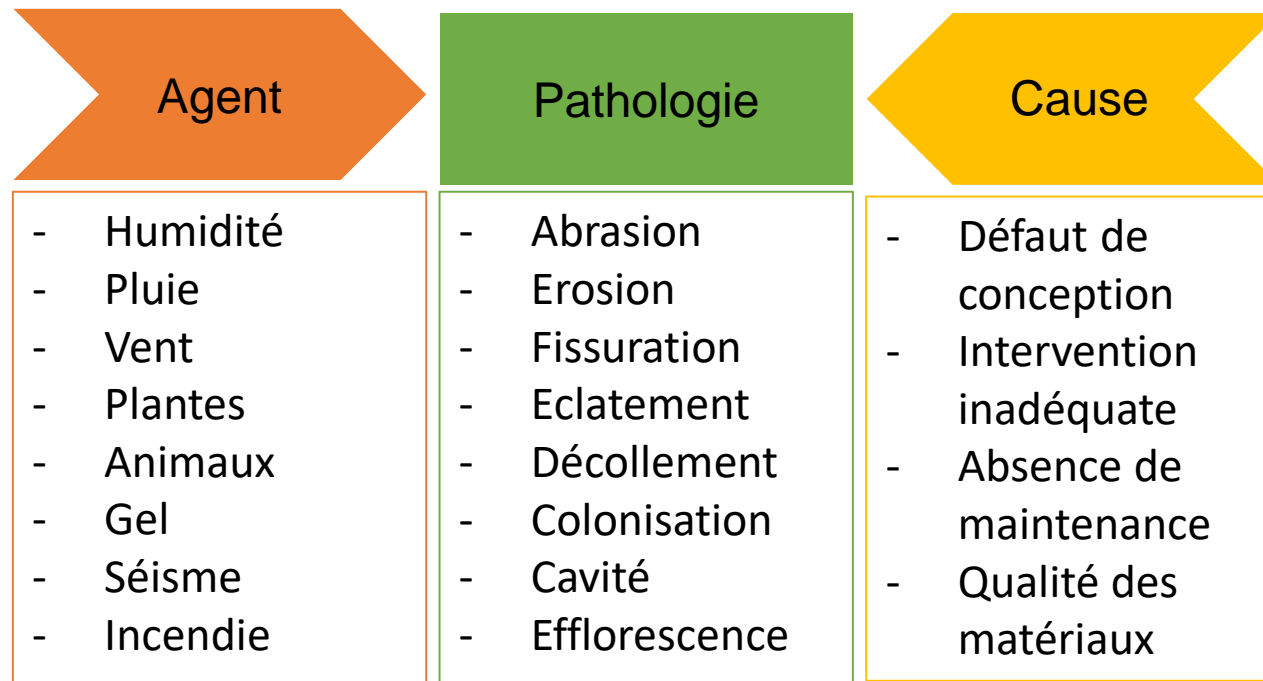 Agent
- Humidité
- Pluie
- Vent
- Plantes
- Animaux
- Gel
- Séisme
- Incendie
Pathologie
- Abrasion
- Erosion
- Fissuration
- Eclatement
- Décollement
- Colonisation
- Cavité
- Efflorescence
Cause
- Défaut de
conception
- Intervention
inadéquate
- Absence de
maintenance
- Qualité des
matériaux